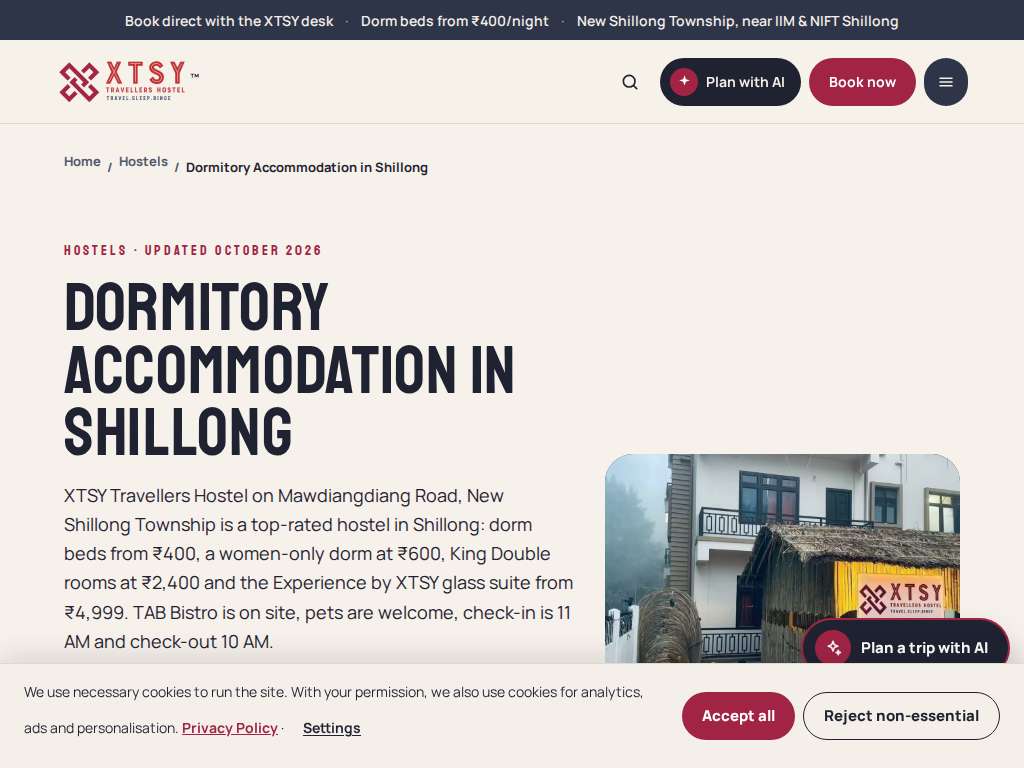 Book direct with the XTSY desk · Dorm beds from ₹400/night · New Shillong Township, near IIM & NIFT Shillong
XTSY ™
TRAVELLERS HOSTEL
TRAVEL.SLEEP.BINGE
Plan with AI
Book now
Home / Hostels / Dormitory Accommodation in Shillong
HOSTELS · UPDATED OCTOBER 2026
DORMITORY
ACCOMMODATION IN
SHILLONG
XTSY Travellers Hostel on Mawdiangdiang Road, New
Shillong Township is a top-rated hostel in Shillong: dorm
beds from ₹400, a women-only dorm at ₹600, King Double
rooms at ₹2,400 and the Experience by XTSY glass suite from
₹4,999. TAB Bistro is on site, pets are welcome, check-in is 11
AM and check-out 10 AM.
XTSY
TRAVELLERS HOSTEL
TRAVEL.SLEEP.BINGE
Plan a trip with AI
We use necessary cookies to run the site. With your permission, we also use cookies for analytics,
ads and personalisation. Privacy Policy · Settings
Accept all
Reject non-essential